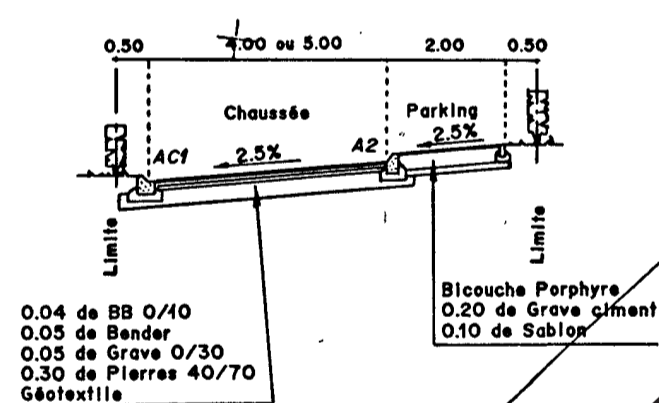 0.50 4.00 ou 5.00 2.00 0.50
Chaussée Parking
AC1 2.5% A2 2.5%
Limite
Limite
0.04 de BB 0/10
0.05 de Bender
0.05 de Grave 0/30
0.30 de Pierres 40/70
Géotextile
Bicouche Porphyre
0.20 de Grave ciment
0.10 de Sablon